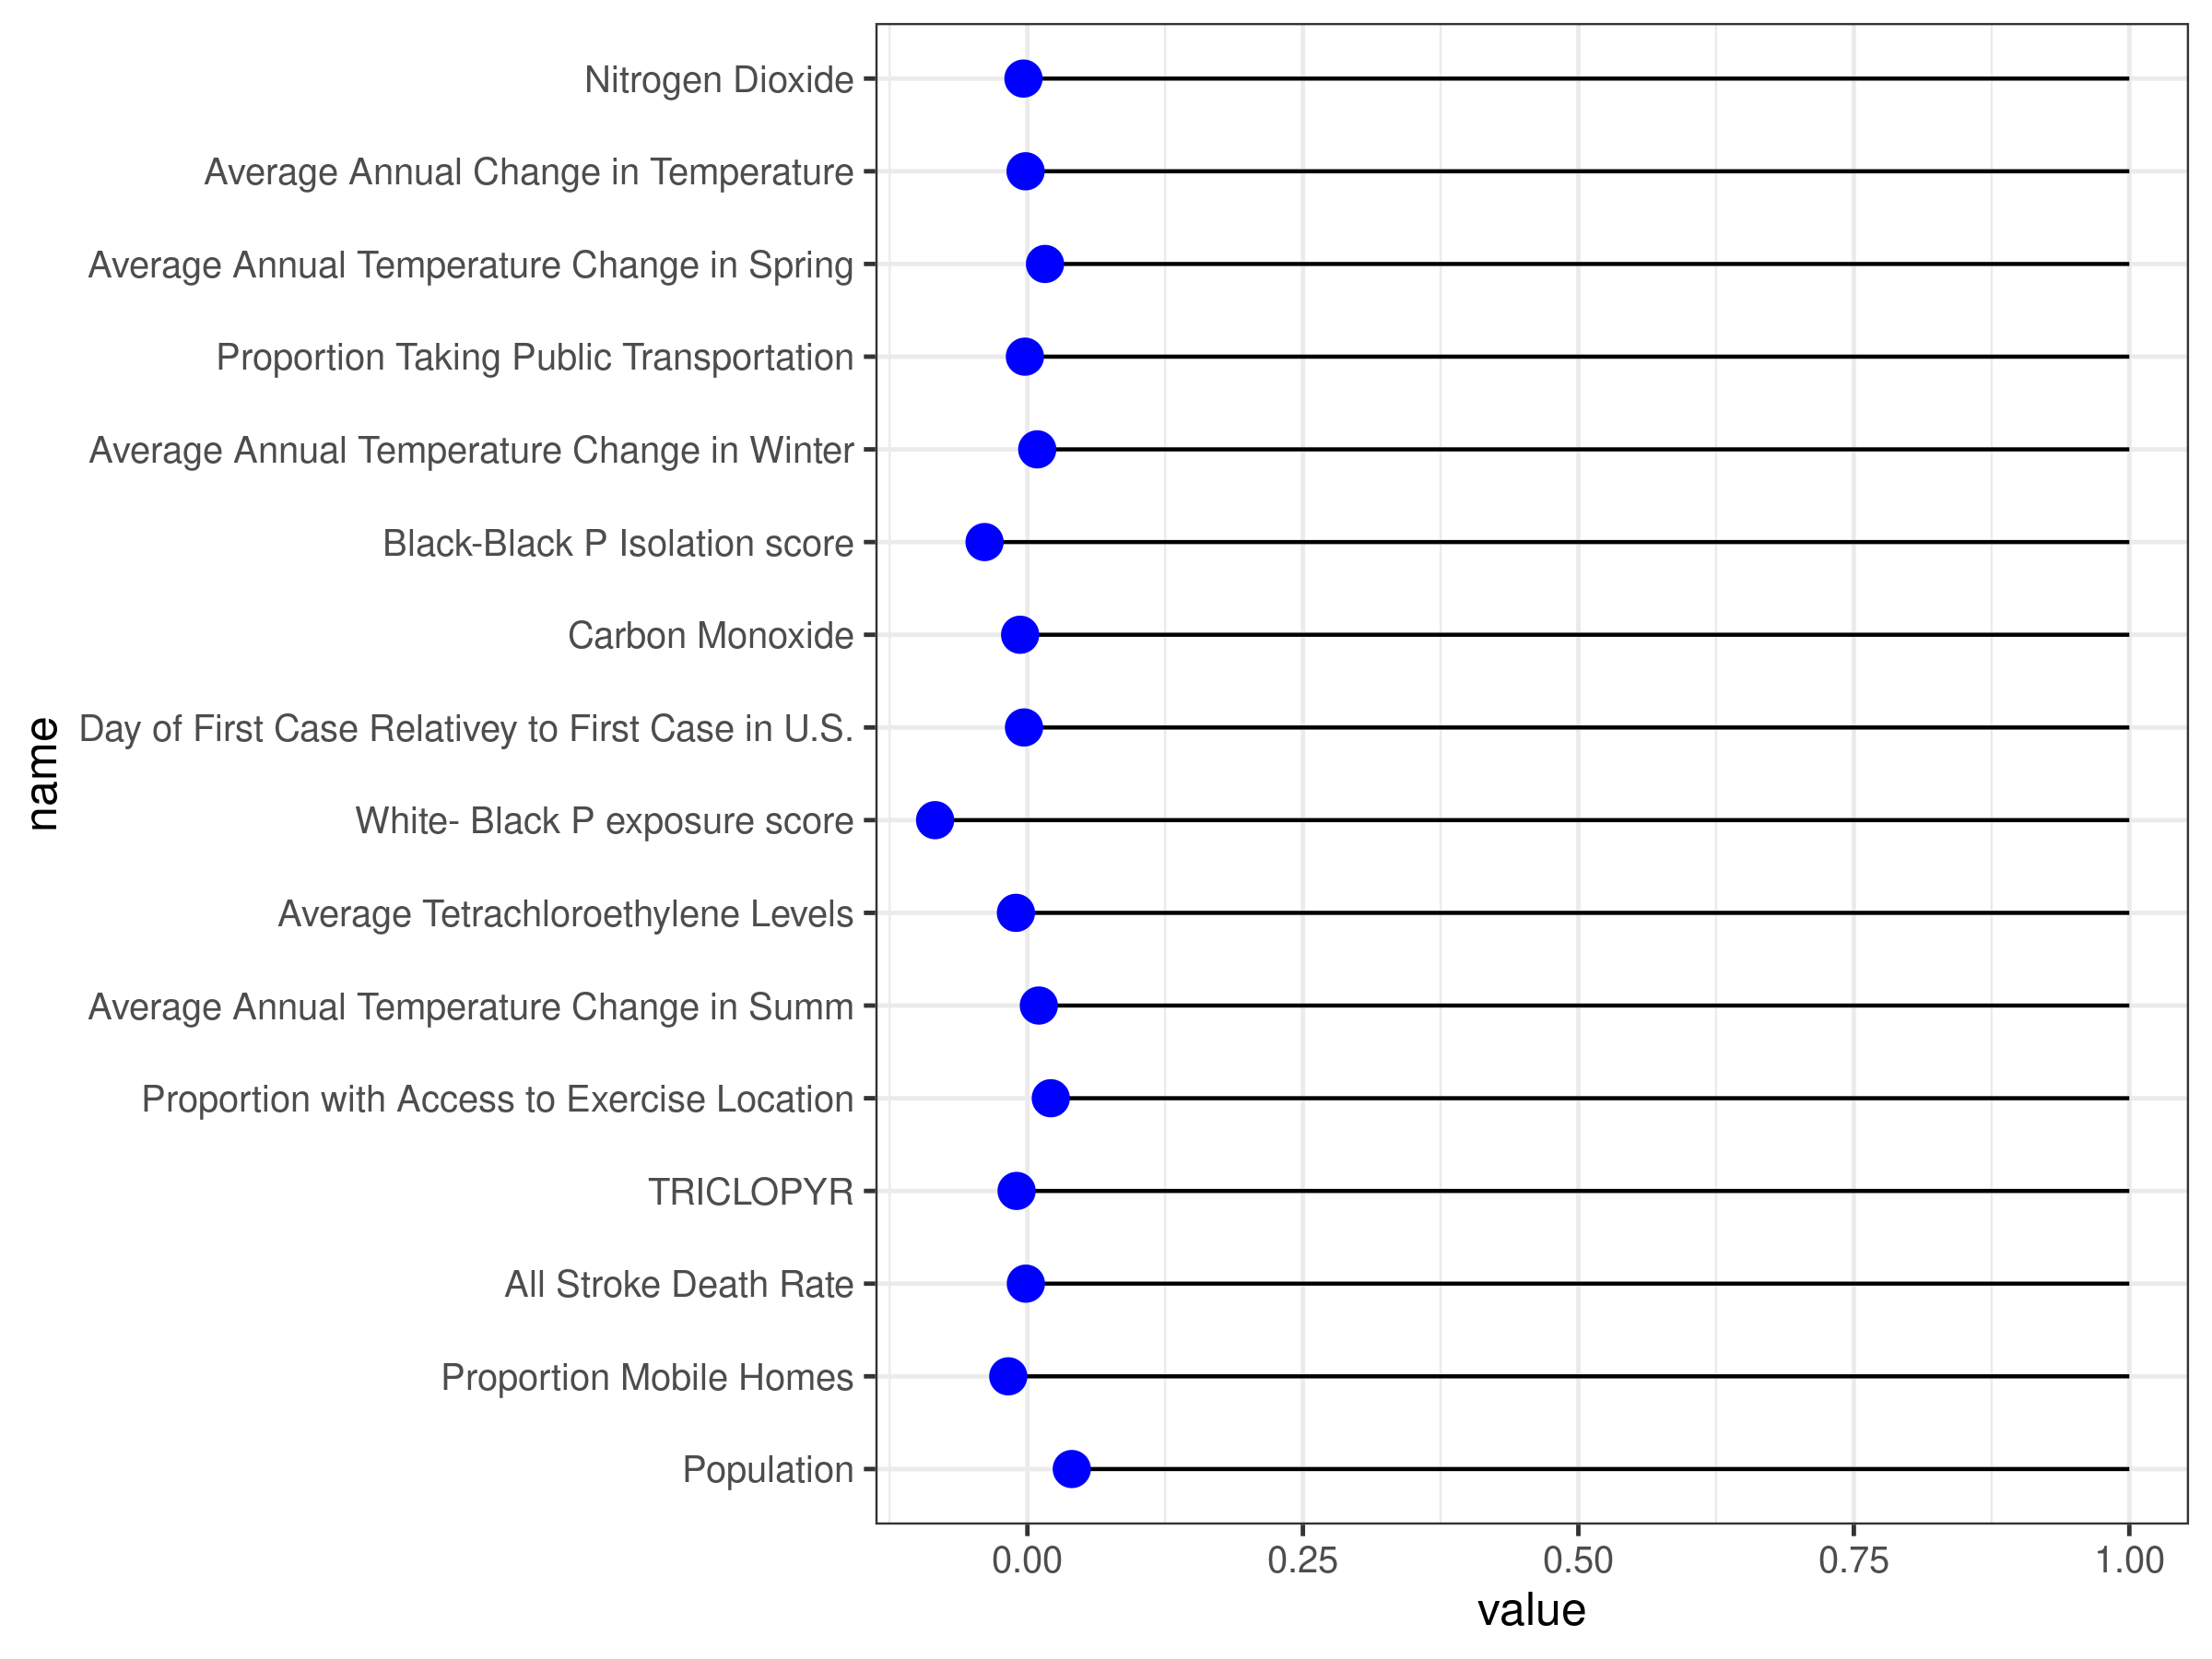 Nitrogen Dioxide
Average Annual Change in Temperature
Average Annual Temperature Change in Spring
Proportion Taking Public Transportation
Average Annual Temperature Change in Winter
Black-Black P Isolation score
Carbon Monoxide
Day of First Case Relativey to First Case in U.S.
White- Black P exposure score
Average Tetrachloroethylene Levels
Average Annual Temperature Change in Summ
Proportion with Access to Exercise Location
TRICLOPYR
All Stroke Death Rate
Proportion Mobile Homes
Population
name
0.00 0.25 0.50 0.75 1.00
value